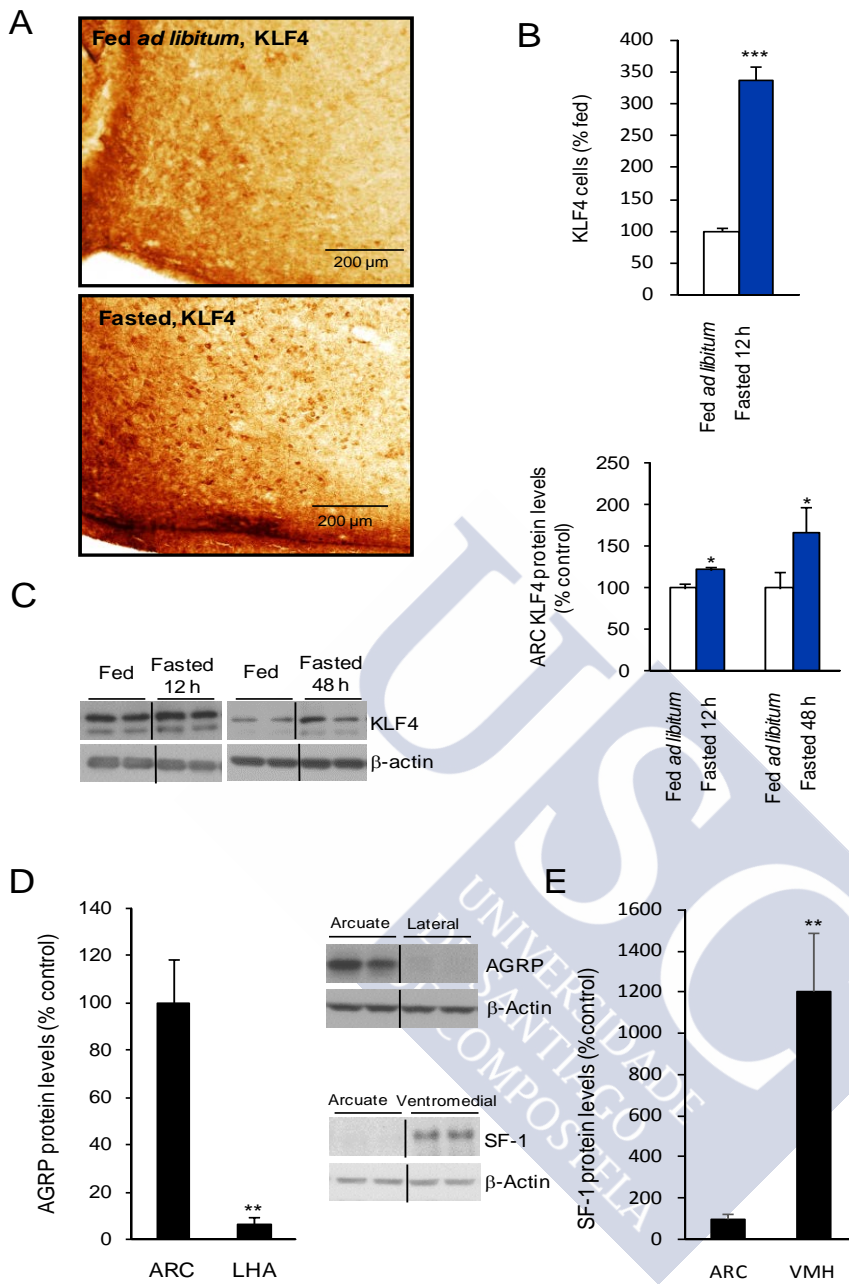 A
Fed ad libitum, KLF4
200 µm
Fasted, KLF4
200 µm
B
KLF4 cells (% fed)
400
350
300
250
200
150
100
50
0
***
Fed ad libitum
Fasted 12 h
C
Fed
Fasted 12 h
Fed
Fasted 48 h
KLF4
β-actin
ARC KLF4 protein levels
(% control)
250
200
150
100
50
0
*
*
Fed ad libitum
Fasted 12 h
Fed ad libitum
Fasted 48 h
D
AGRP protein levels (% control)
140
120
100
80
60
40
20
0
**
ARC
LHA
Arcuate
Lateral
AGRP
β-Actin
Arcuate
Ventromedial
SF-1
β-Actin
E
SF-1 protein levels (%control)
1600
1400
1200
1000
800
600
400
200
0
**
ARC
VMH
USC
UNIVERSIDADE
DE SANTIAGO
DE COMPOSTELA